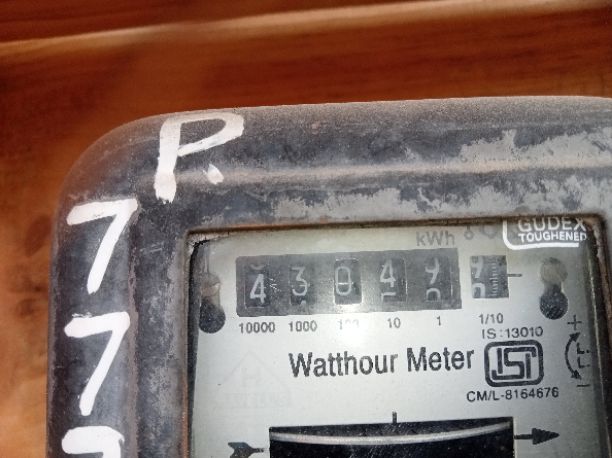 P.
7
7
GUDEX
TOUGHENED
kWh
4 3 0 4
10000 1000 100 10 1 1/10
IS:13010
Watthour Meter
ISI
CM/L-8164676
+
-